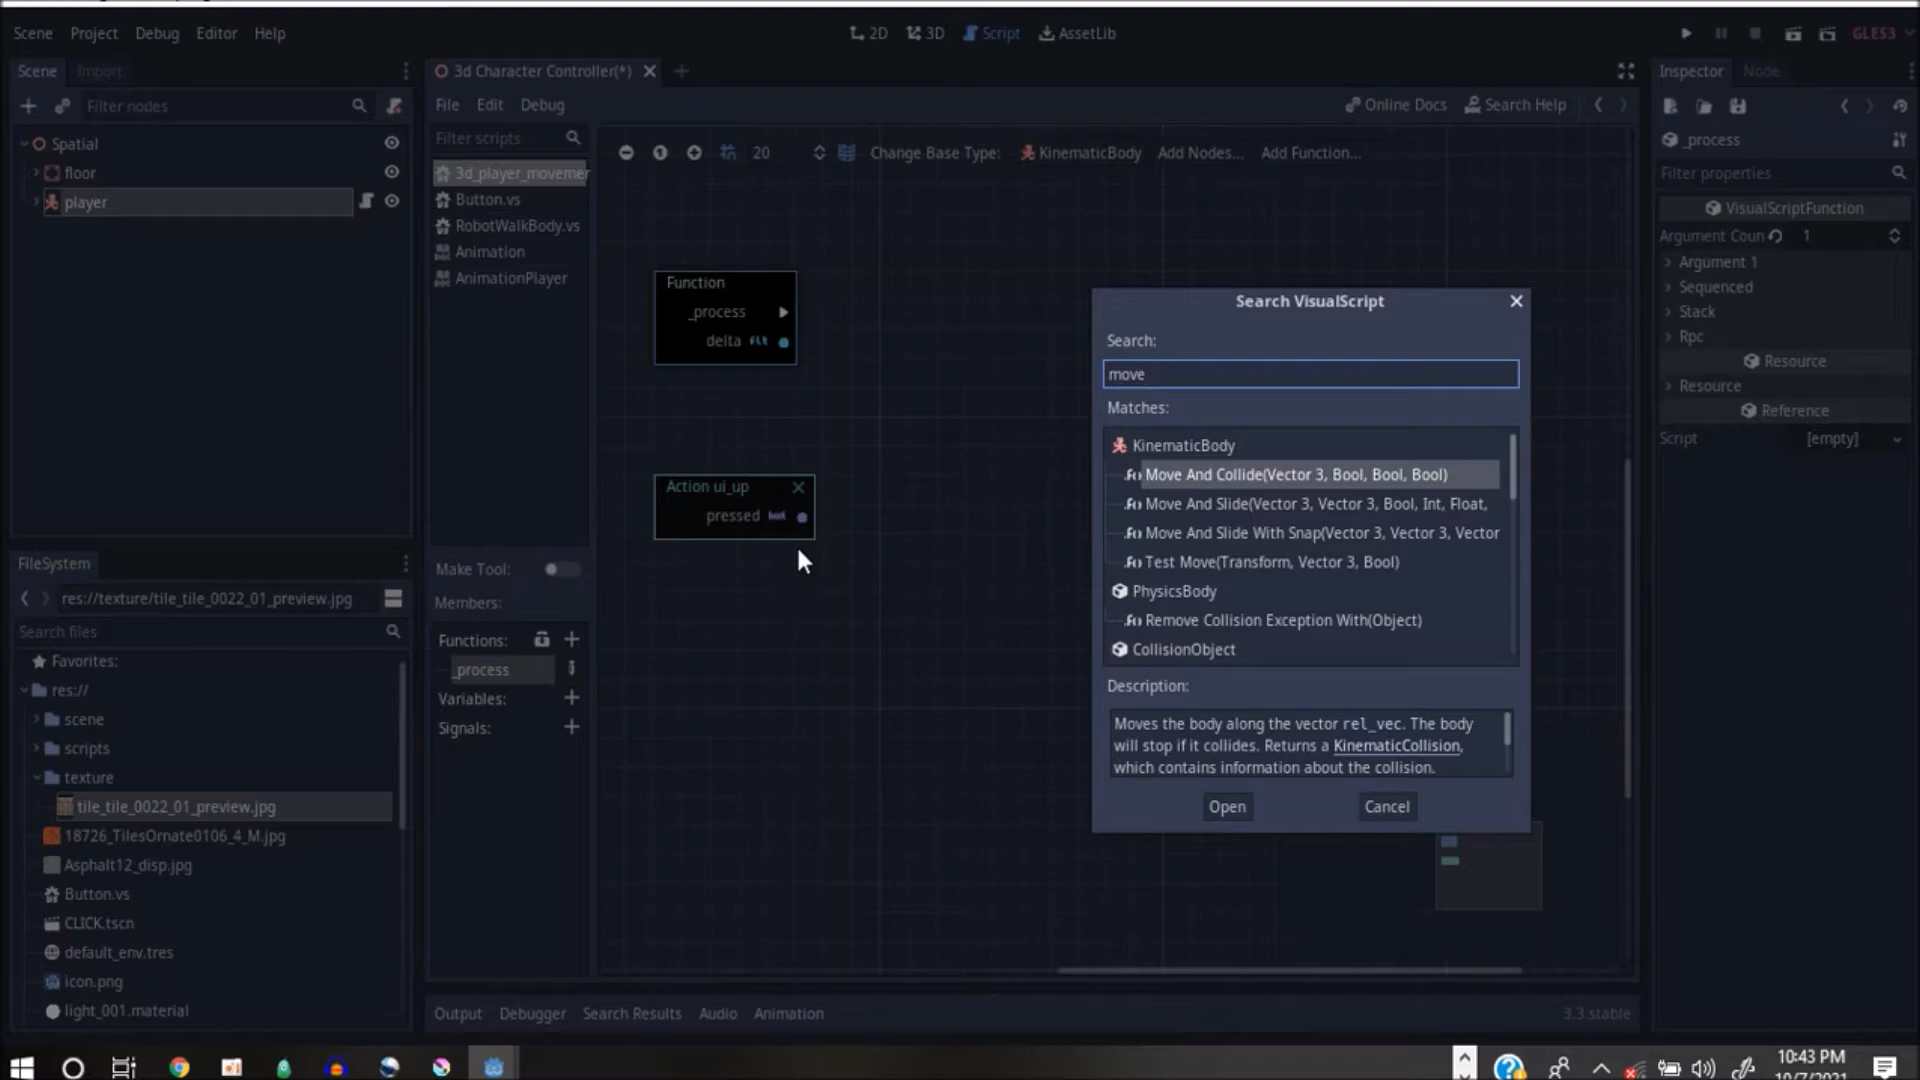 Scene Project Debug Editor Help
2D 3D Script AssetLib
GLES3
Scene Import
Filter nodes
Spatial
floor
player
FileSystem
res://texture/tile_tile_0022_01_preview.jpg
Search files
Favorites:
res://
scene
scripts
texture
tile_tile_0022_01_preview.jpg
18726_TilesOrnate0106_4_M.jpg
Asphalt12_disp.jpg
Button.vs
CLICK.tscn
default_env.tres
icon.png
light_001.material
3d Character Controller(*)
File Edit Debug
Online Docs Search Help
Filter scripts
3d_player_movemer
Button.vs
RobotWalkBody.vs
Animation
AnimationPlayer
Make Tool:
Members:
Functions:
_process
Variables:
Signals:
20 Change Base Type: KinematicBody Add Nodes... Add Function...
Function
_process
delta flt
Action ui_up
pressed bool
Search VisualScript
Search:
move
Matches:
KinematicBody
Move And Collide(Vector 3, Bool, Bool, Bool)
Move And Slide(Vector 3, Vector 3, Bool, Int, Float,
Move And Slide With Snap(Vector 3, Vector 3, Vector
Test Move(Transform, Vector 3, Bool)
PhysicsBody
Remove Collision Exception With(Object)
CollisionObject
Description:
Moves the body along the vector rel_vec. The body
will stop if it collides. Returns a KinematicCollision,
which contains information about the collision.
Open Cancel
Output Debugger Search Results Audio Animation
3.3.stable
Inspector Node
_process
Filter properties
VisualScriptFunction
Argument Coun 1
Argument 1
Sequenced
Stack
Rpc
Resource
Resource
Reference
Script [empty]
10:43 PM
10/7/2021